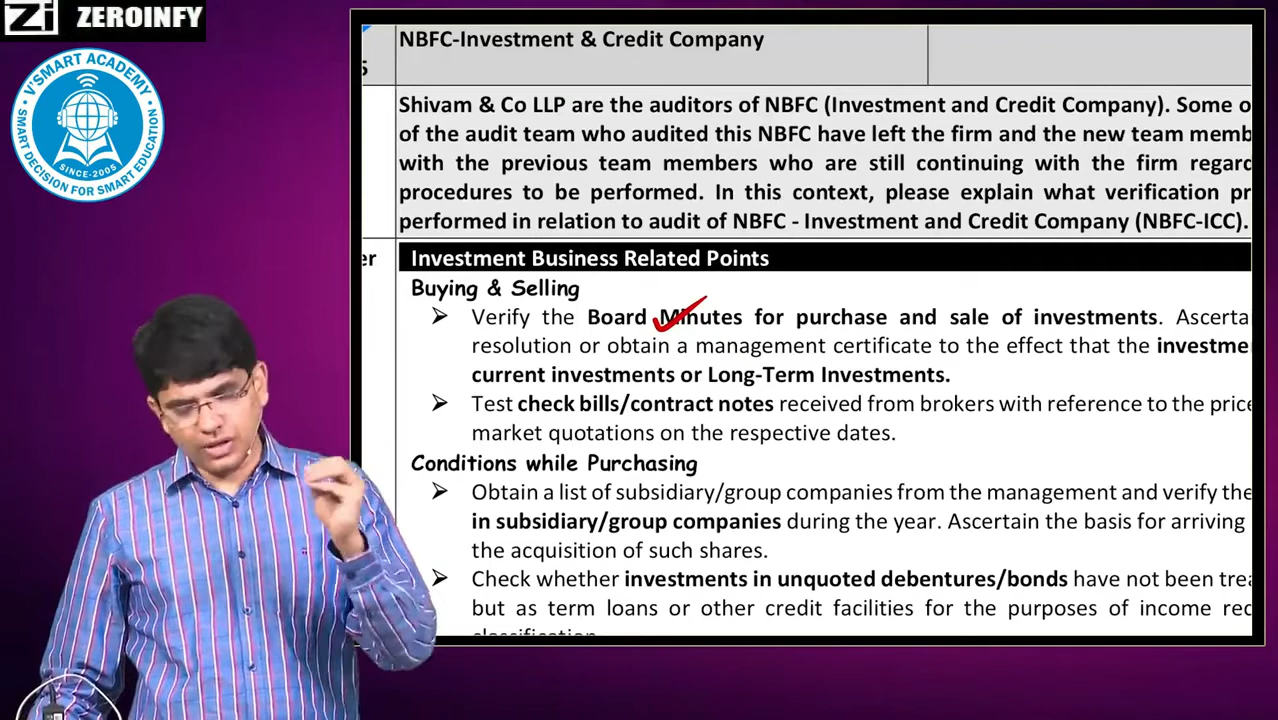 Zi ZEROINFY
V'SMART ACADEMY
SINCE-2005
SMART DECISION FOR SMART EDUCATION
NBFC-Investment & Credit Company
Shivam & Co LLP are the auditors of NBFC (Investment and Credit Company). Some o
of the audit team who audited this NBFC have left the firm and the new team memb
with the previous team members who are still continuing with the firm regard
procedures to be performed. In this context, please explain what verification pr
performed in relation to audit of NBFC - Investment and Credit Company (NBFC-ICC).
er Investment Business Related Points
Buying & Selling
➢ Verify the Board Minutes for purchase and sale of investments. Ascerta
resolution or obtain a management certificate to the effect that the investme
current investments or Long-Term Investments.
➢ Test check bills/contract notes received from brokers with reference to the price
market quotations on the respective dates.
Conditions while Purchasing
➢ Obtain a list of subsidiary/group companies from the management and verify the
in subsidiary/group companies during the year. Ascertain the basis for arriving
the acquisition of such shares.
➢ Check whether investments in unquoted debentures/bonds have not been trea
but as term loans or other credit facilities for the purposes of income rec
classification